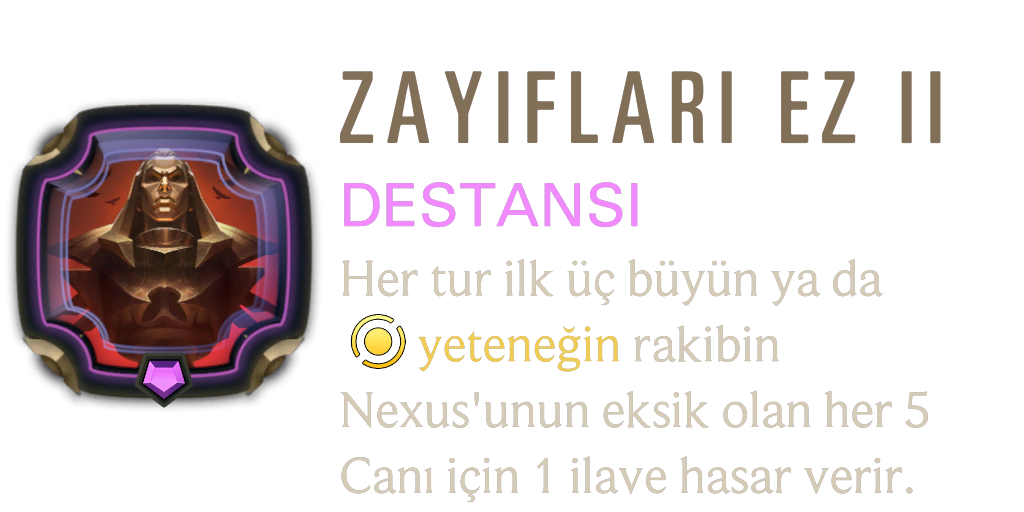 ZAYIFLARI EZ II
DESTANSI
Her tur ilk üç büyün ya da
yeteneğin rakibin
Nexus'unun eksik olan her 5
Canı için 1 ilave hasar verir.